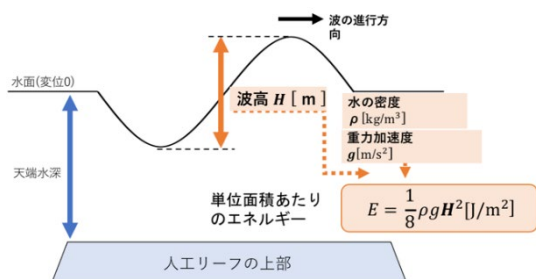 波の進行方
向
水面(変位0)
波高 H [ m ]
水の密度
ρ [kg/m³]
重力加速度
g[m/s²]
天端水深
単位面積あたり
のエネルギー
E = 1/8 ρgH² [J/m²]
人工リーフの上部